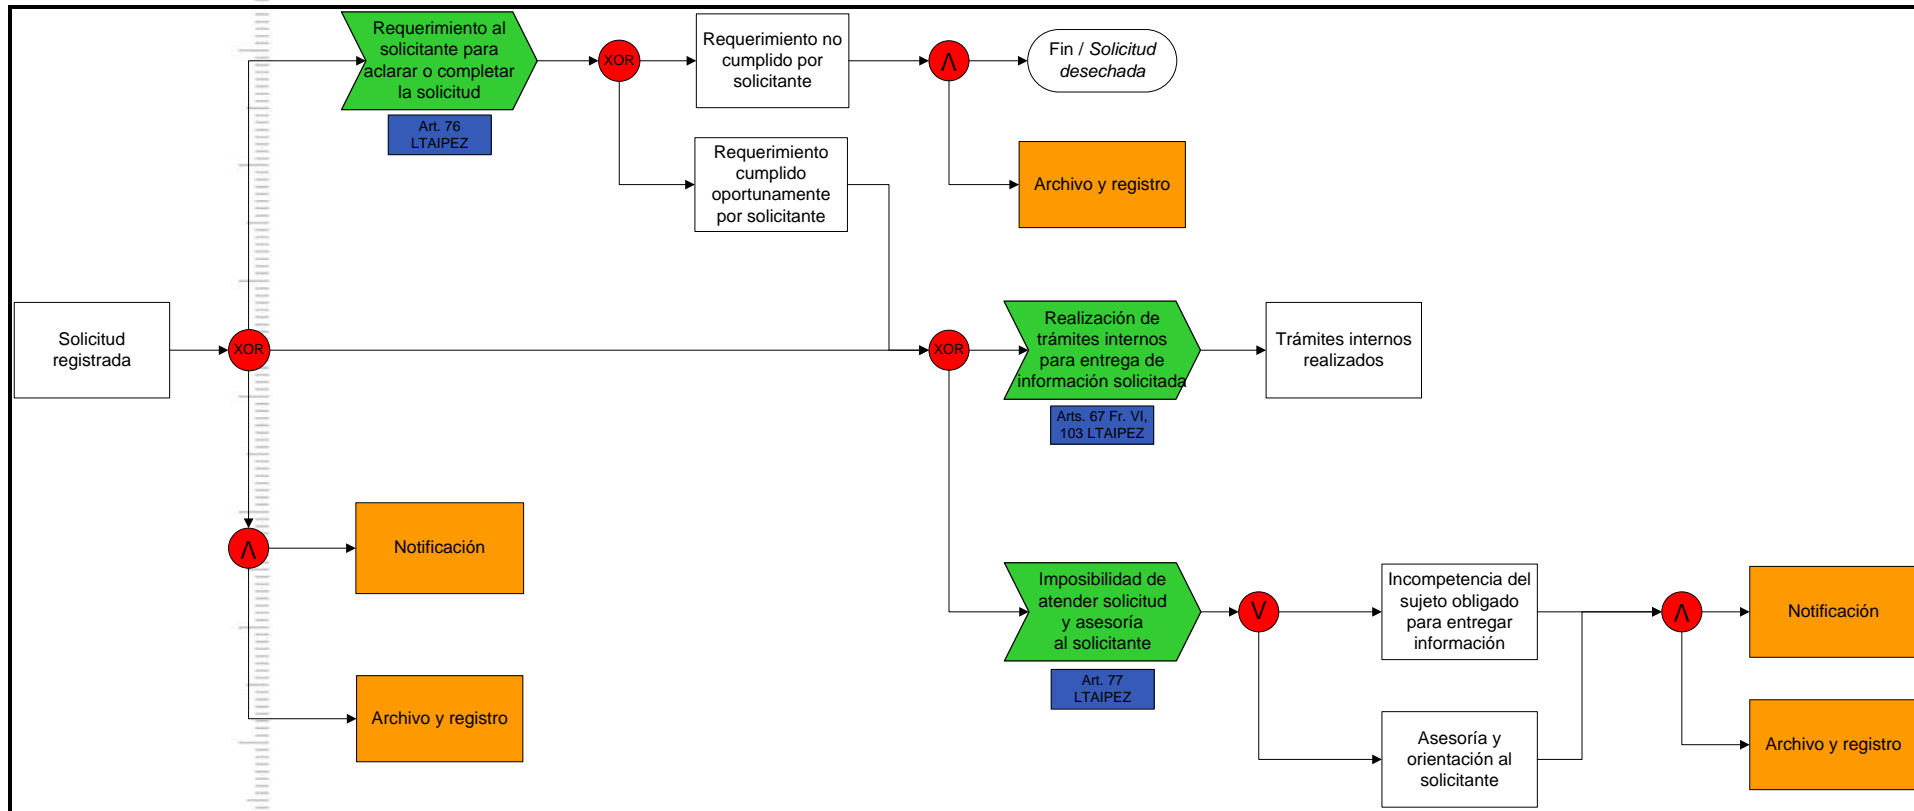 Requerimiento al
solicitante para
aclarar o completar
la solicitud
Art. 76
LTAIPEZ
XOR
Requerimiento no
cumplido por
solicitante
Λ
Fin / Solicitud
desechada
Requerimiento
cumplido
oportunamente
por solicitante
Archivo y registro
Solicitud
registrada
XOR
XOR
Realización de
trámites internos
para entrega de
información solicitada
Arts. 67 Fr. VI,
103 LTAIPEZ
Trámites internos
realizados
Λ
Notificación
Archivo y registro
Imposibilidad de
atender solicitud
y asesoría
al solicitante
Art. 77
LTAIPEZ
V
Incompetencia del
sujeto obligado
para entregar
información
Asesoría y
orientación al
solicitante
Λ
Notificación
Archivo y registro